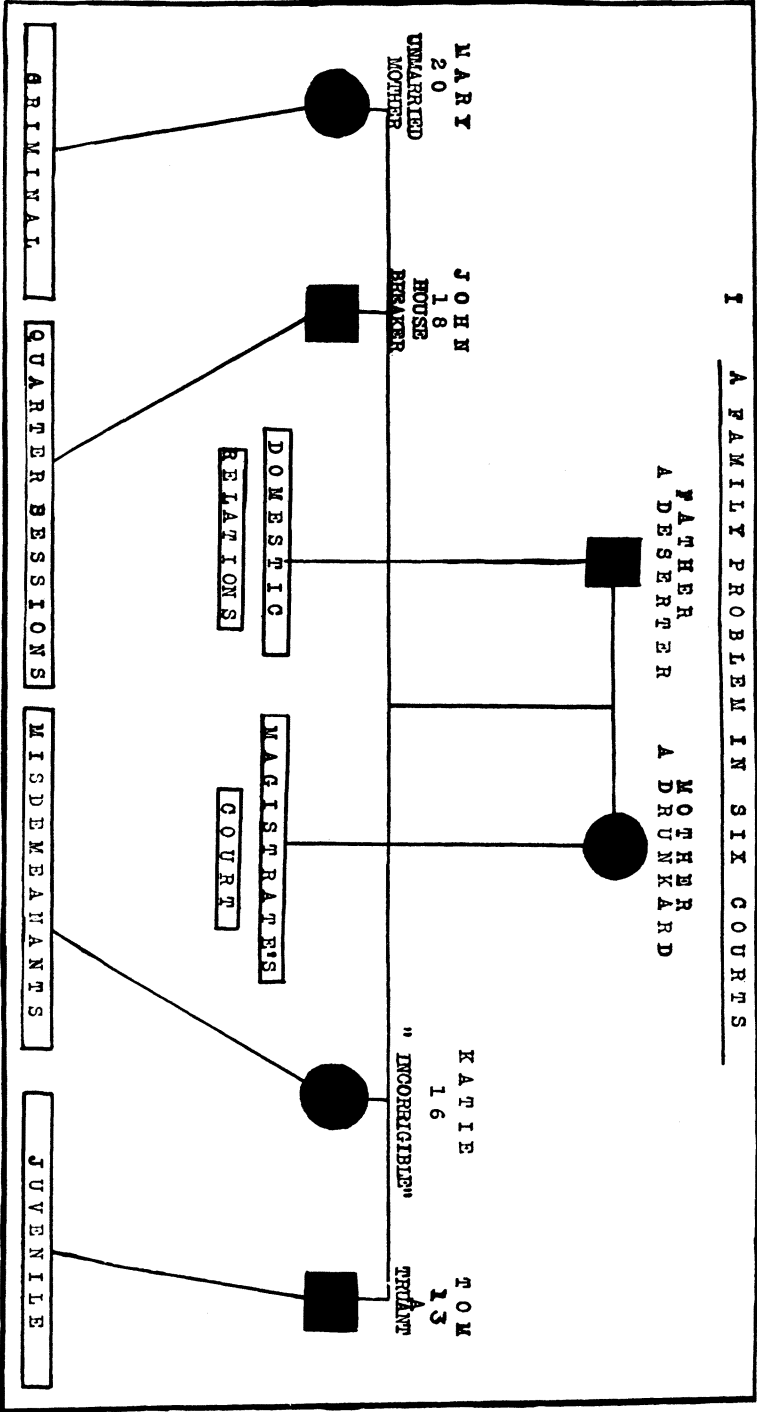 I A FAMILY PROBLEM IN SIX COURTS
FATHER
A DESERTER
MOTHER
A DRUNKARD
MARY
20
UNMARRIED
MOTHER
JOHN
18
HOUSE
BREAKER
KATIE
16
" INCORRIGIBLE"
TOM
13
A
TRUANT
DOMESTIC
RELATIONS
MAGISTRATE'S
COURT
CRIMINAL
QUARTER SESSIONS
MISDEMEANANTS
JUVENILE